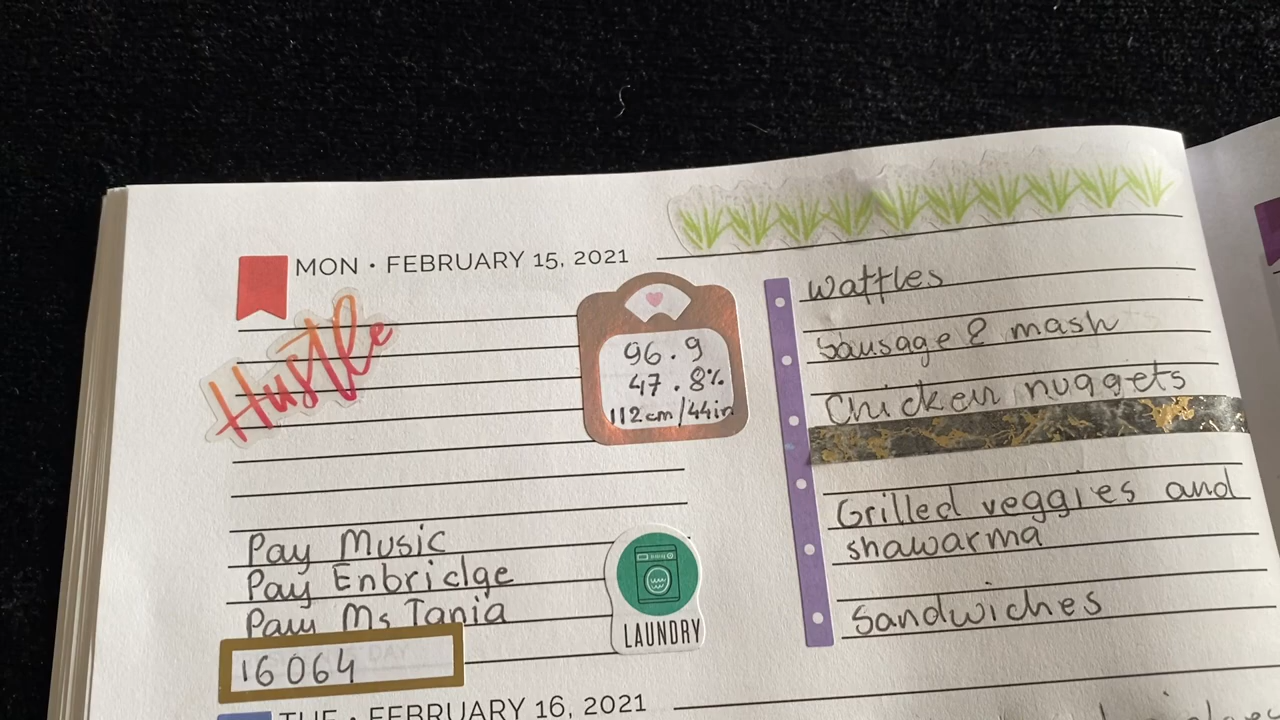 MON • FEBRUARY 15, 2021
Hustle
96.9
47.8%
112cm/44in
Pay Music
Pay Enbridge
Pay Ms Tania
LAUNDRY
16064
waffles
Sausage & mash
Chicken nuggets
Grilled veggies and
shawarma
Sandwiches
TUE • FEBRUARY 16, 2021